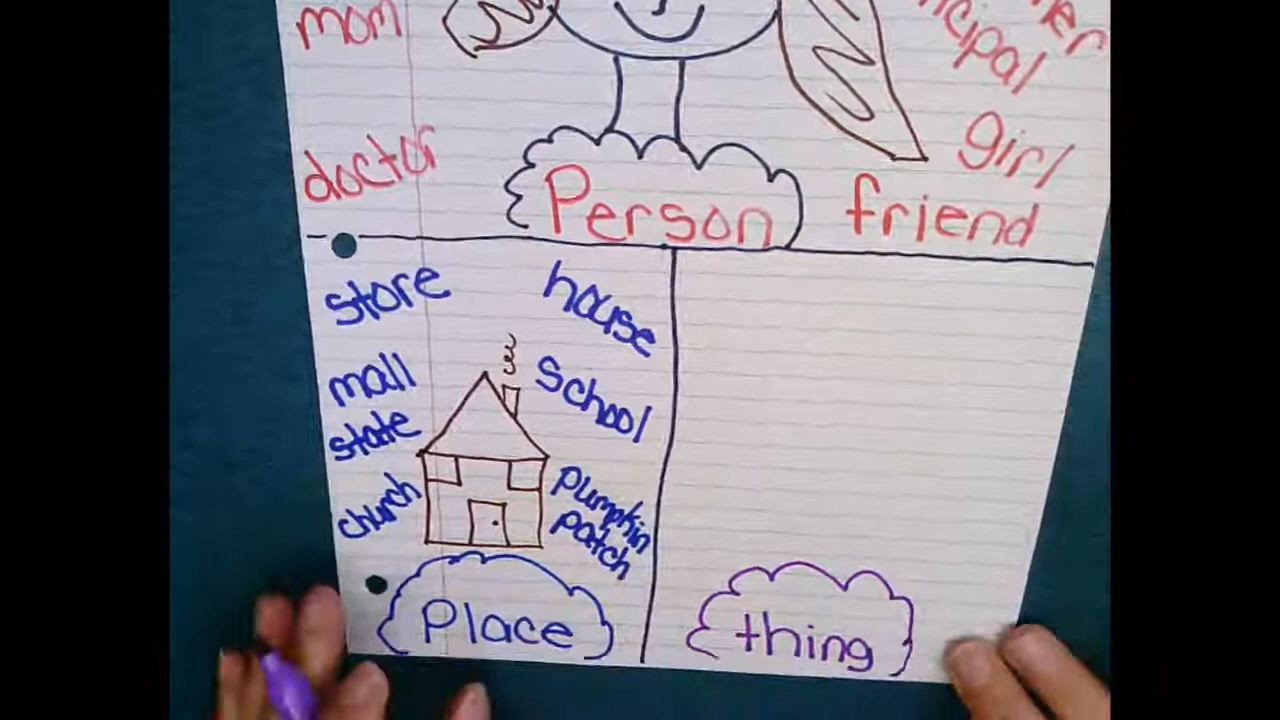 mom
doctor
girl
Person
friend
store
house
mall
School
state
church
Pumpkin
patch
Place
thing